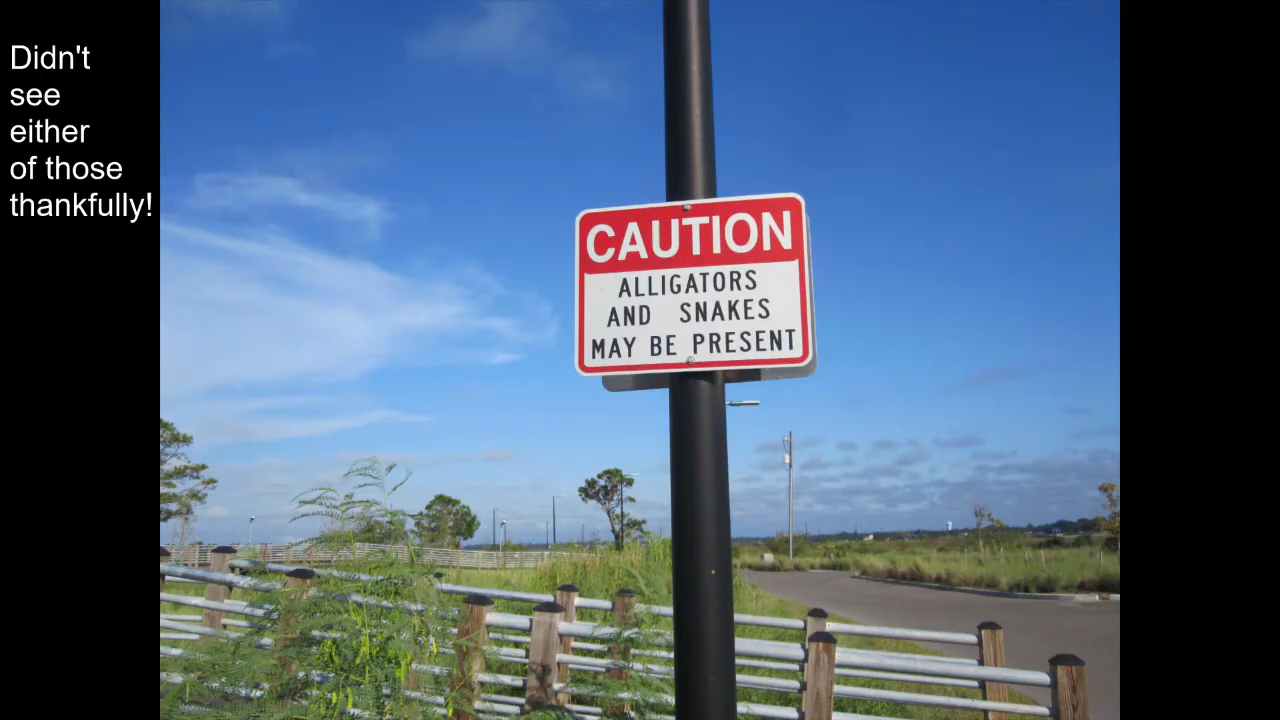 Didn't
see
either
of those
thankfully!
CAUTION
ALLIGATORS
AND SNAKES
MAY BE PRESENT